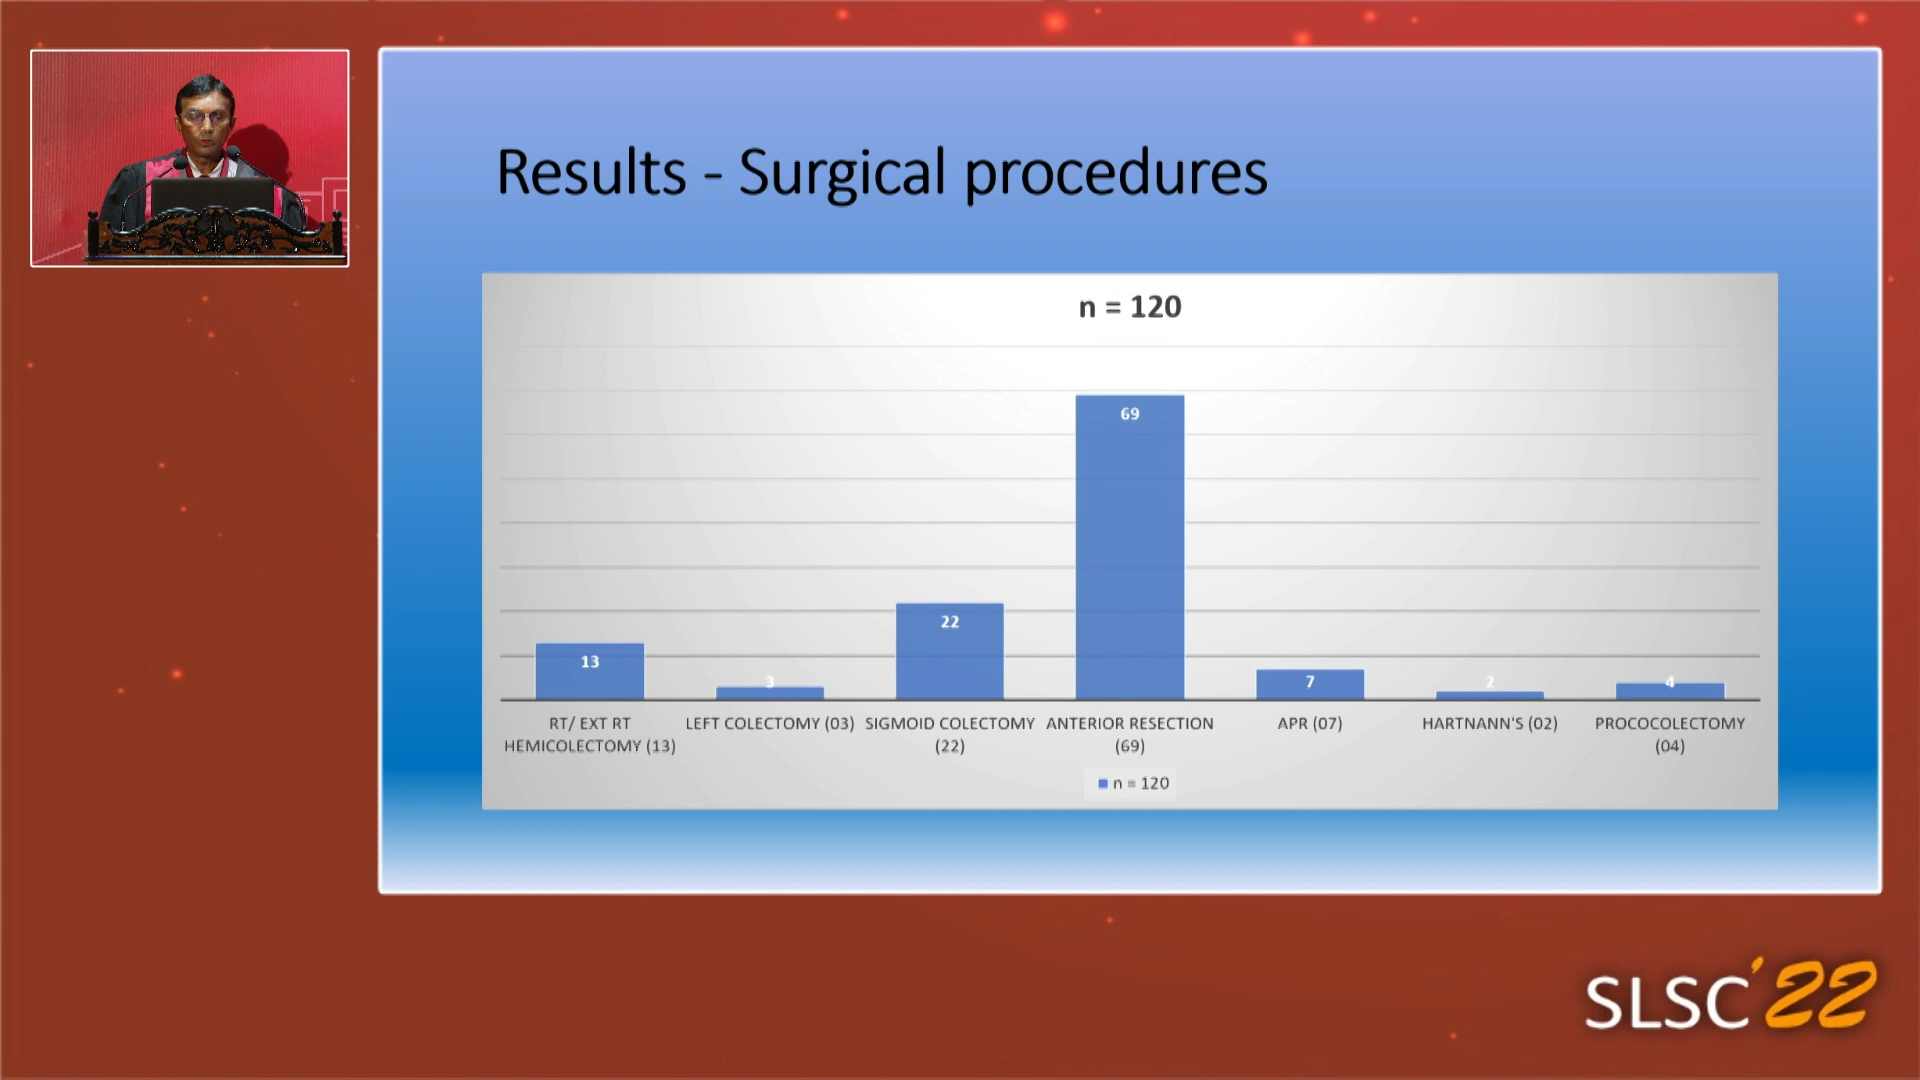 Results - Surgical procedures
n = 120
69
22
13
3
7
2
4
RT/ EXT RT
HEMICOLECTOMY (13)
LEFT COLECTOMY (03)
SIGMOID COLECTOMY
(22)
ANTERIOR RESECTION
(69)
APR (07)
HARTNANN'S (02)
PROCOCOLECTOMY
(04)
n = 120
SLSC'22